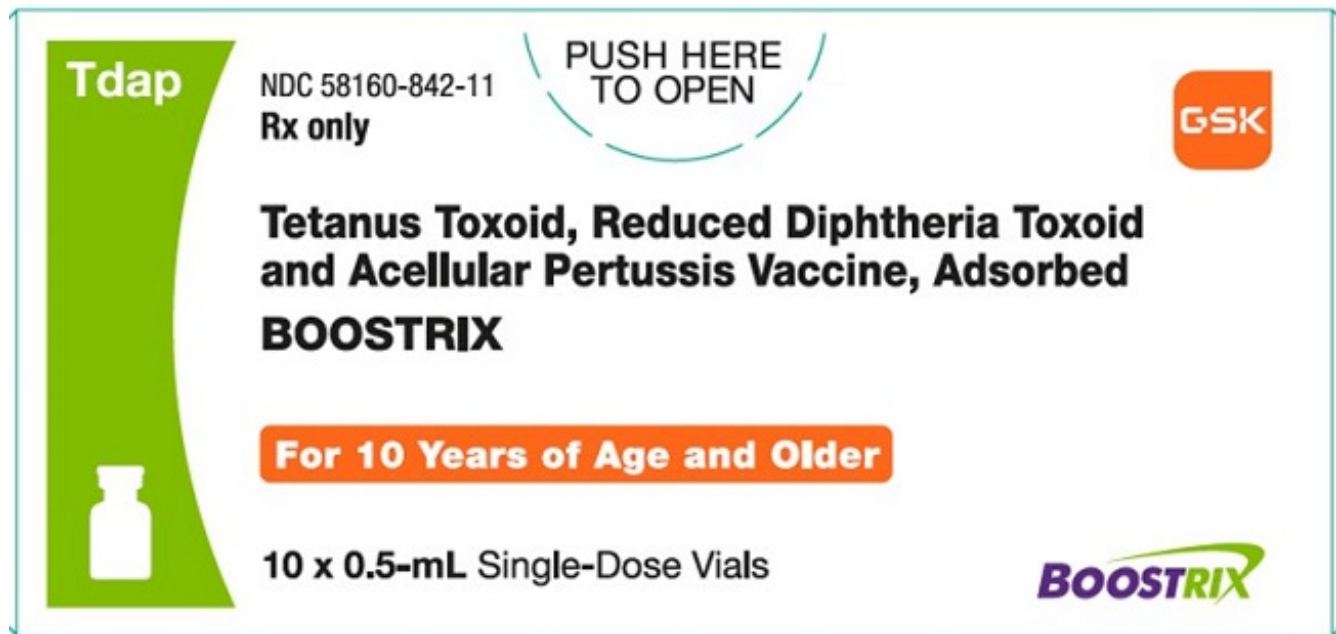 Tdap
NDC 58160-842-11
Rx only
PUSH HERE
TO OPEN
GSK
Tetanus Toxoid, Reduced Diphtheria Toxoid
and Acellular Pertussis Vaccine, Adsorbed
BOOSTRIX
For 10 Years of Age and Older
10 x 0.5-mL Single-Dose Vials
BOOSTRIX